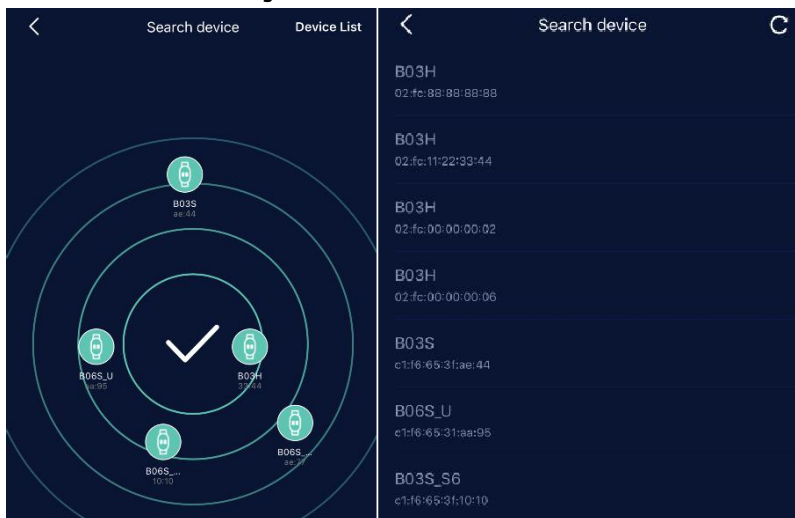 Search device
Device List
B03S
ae:44
B06S_U
aa:95
B03H
33:44
B06S_...
10:10
B06S_...
ae:77
Search device
B03H
02:fc:88:88:88:88
B03H
02:fc:11:22:33:44
B03H
02:fc:00:00:00:02
B03H
02:fc:00:00:00:06
B03S
c1:f6:65:3f:ae:44
B06S_U
c1:f6:65:31:aa:95
B03S_S6
c1:f6:65:3f:10:10